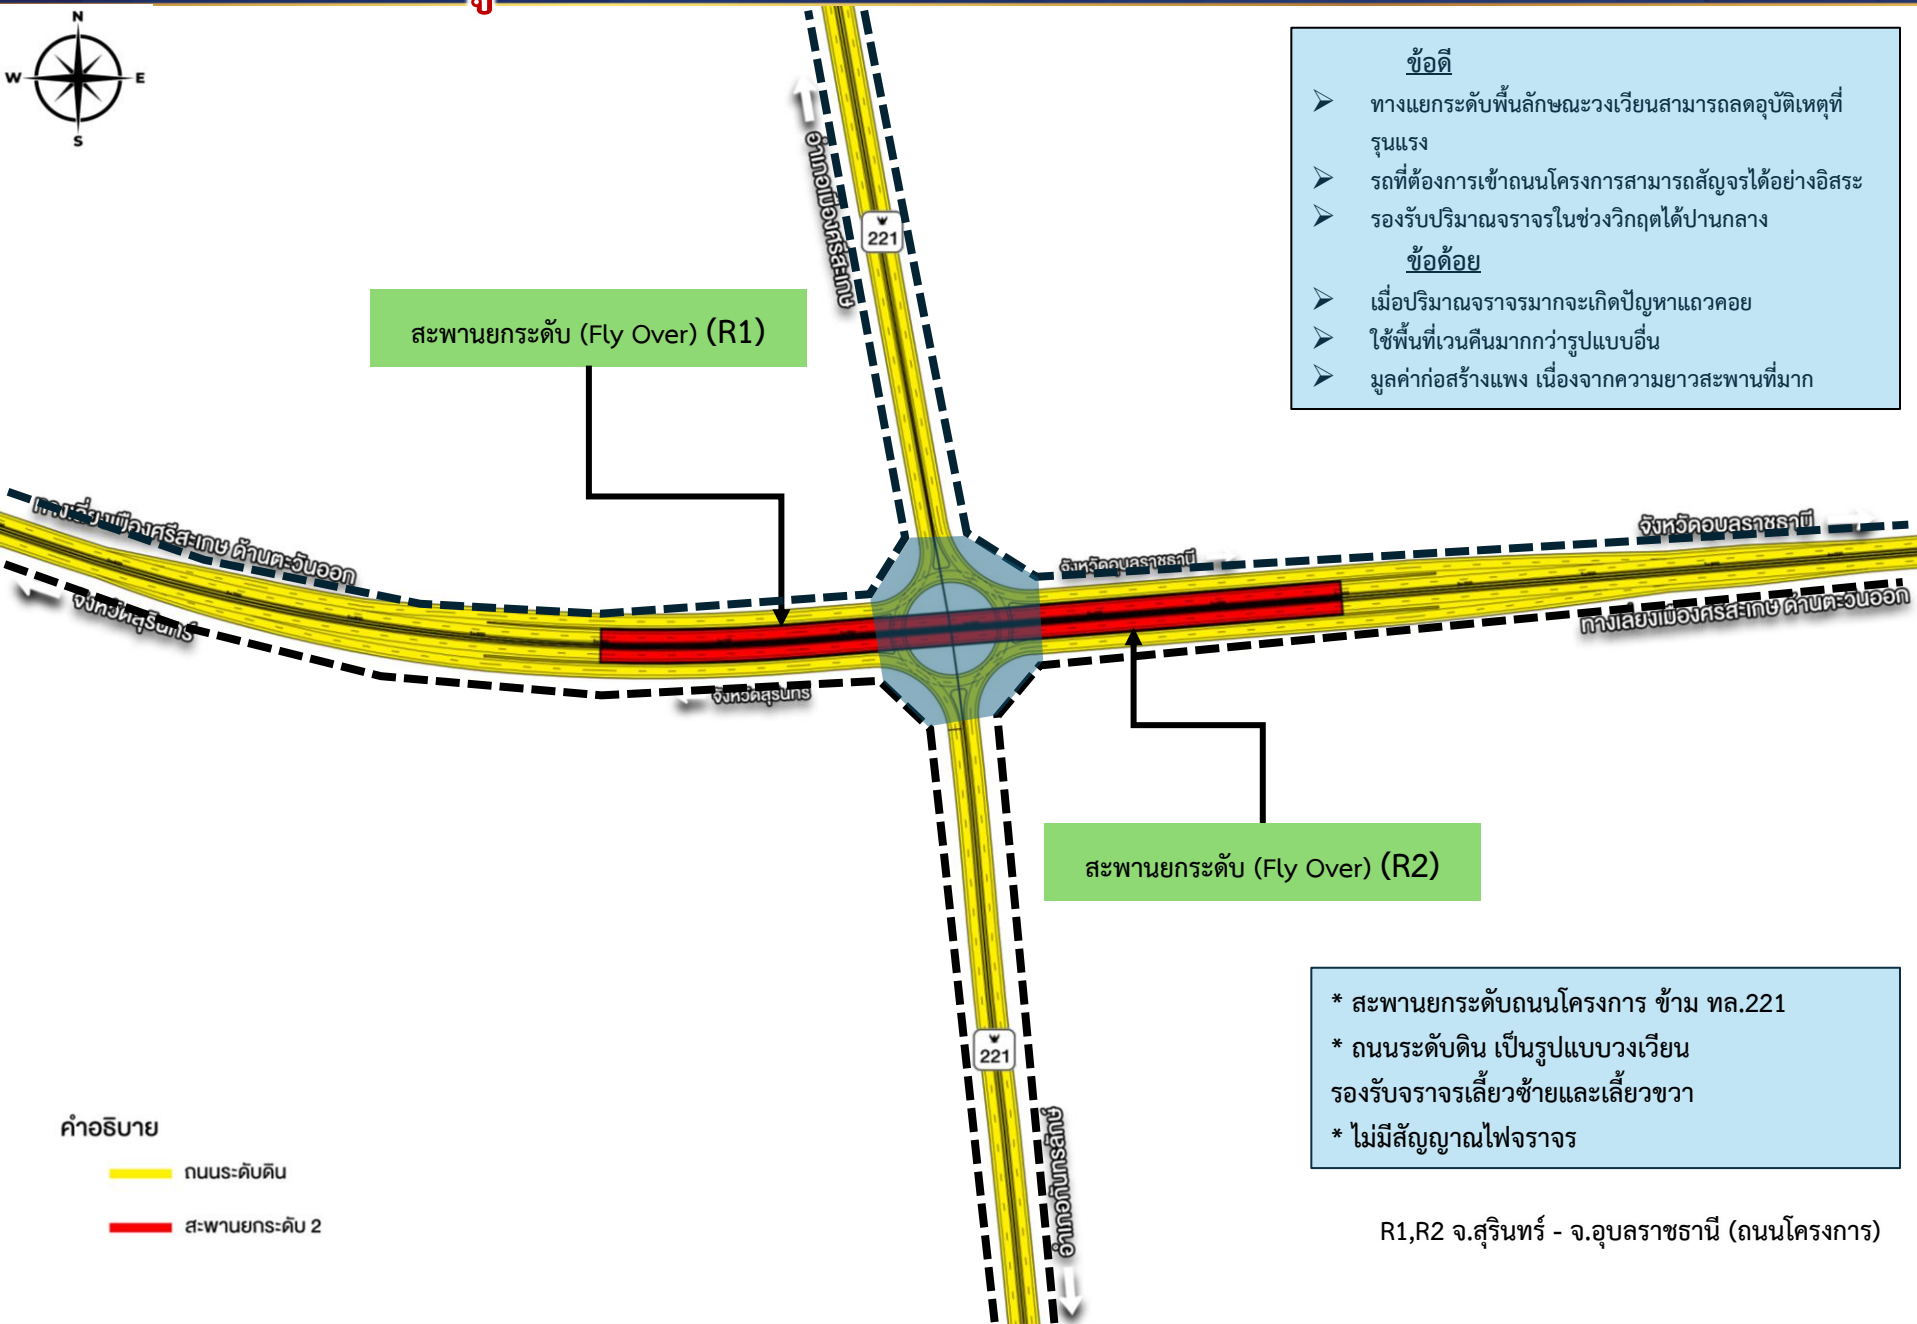 N
W
E
S
ข้อดี
ทางแยกระดับพื้นลักษณะวงเวียนสามารถลดอุบัติเหตุที่
รุนแรง
รถที่ต้องการเข้าถนนโครงการสามารถสัญจรได้อย่างอิสระ
รองรับปริมาณจราจรในช่วงวิกฤตได้ปานกลาง
ข้อด้อย
เมื่อปริมาณจราจรมากจะเกิดปัญหาแถวคอย
ใช้พื้นที่เวนคืนมากกว่ารูปแบบอื่น
มูลค่าก่อสร้างแพง เนื่องจากความยาวสะพานที่มาก
อำเภอเมืองศรีสะเกษ
221
สะพานยกระดับ (Fly Over) (R1)
ทางเลี่ยงเมืองศรีสะเกษ ด้านตะวันออก
จังหวัดสุรินทร์
จังหวัดอุบลราชธานี
จังหวัดอุบลราชธานี
ทางเลี่ยงเมืองศรีสะเกษ ด้านตะวันออก
จังหวัดสุรินทร์
สะพานยกระดับ (Fly Over) (R2)
221
อำเภอกันทรลักษ์
* สะพานยกระดับถนนโครงการ ข้าม ทล.221
* ถนนระดับดิน เป็นรูปแบบวงเวียน
รองรับจราจรเลี้ยวซ้ายและเลี้ยวขวา
* ไม่มีสัญญาณไฟจราจร
คำอธิบาย
ถนนระดับดิน
สะพานยกระดับ 2
R1,R2 จ.สุรินทร์ - จ.อุบลราชธานี (ถนนโครงการ)